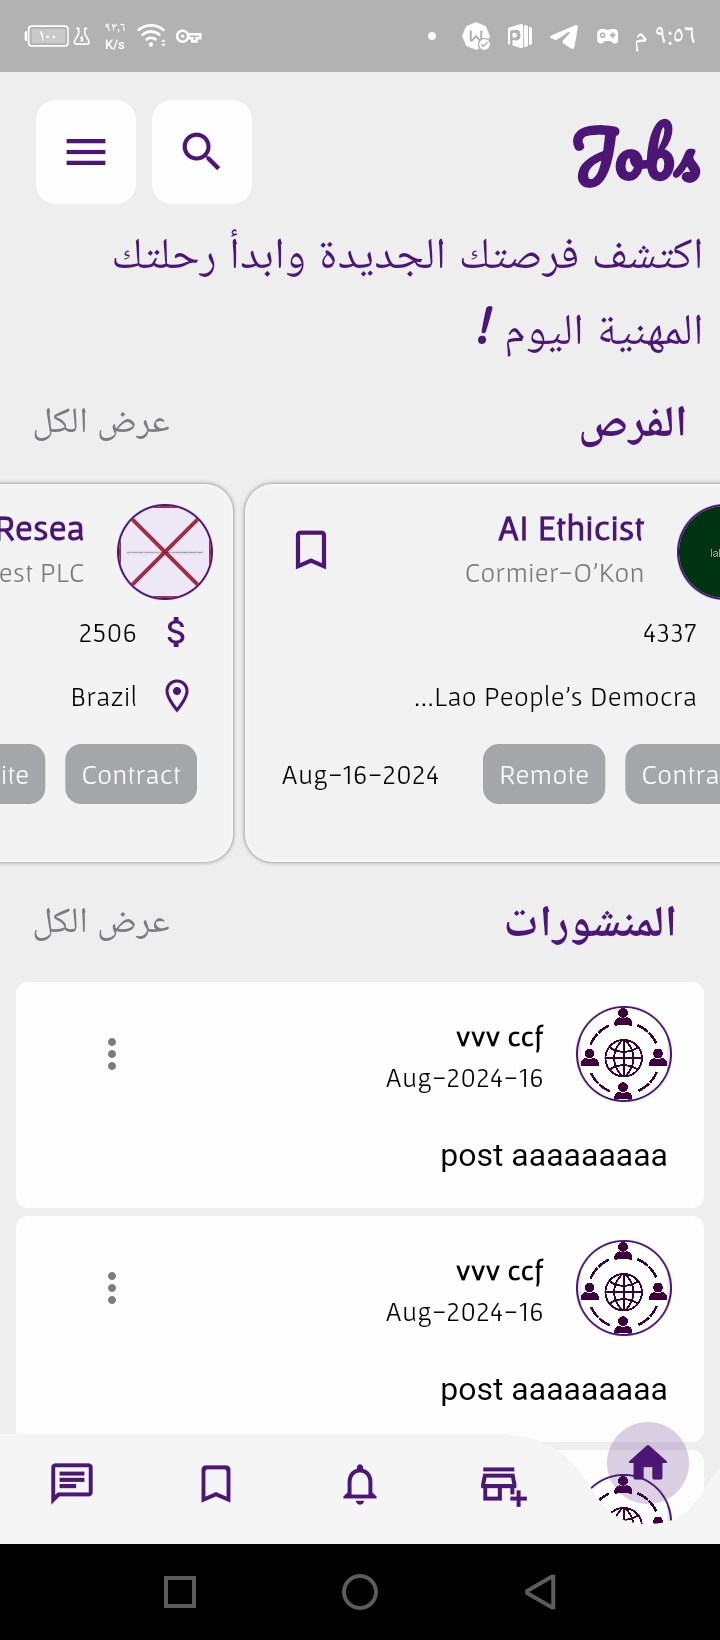 ٩:٥٦ م
٩٣,٦
K/s
١٠٠
Jobs
اكتشف فرصتك الجديدة وابدأ رحلتك
المهنية اليوم !
الفرص
عرض الكل
AI Ethicist
Cormier-O'Kon
4337
...Lao People's Democra
Contra
Remote
Aug-16-2024
Resea
est PLC
2506
Brazil
Contract
ite
المنشورات
عرض الكل
vvv ccf
Aug-2024-16
post aaaaaaaaa
vvv ccf
Aug-2024-16
post aaaaaaaaa